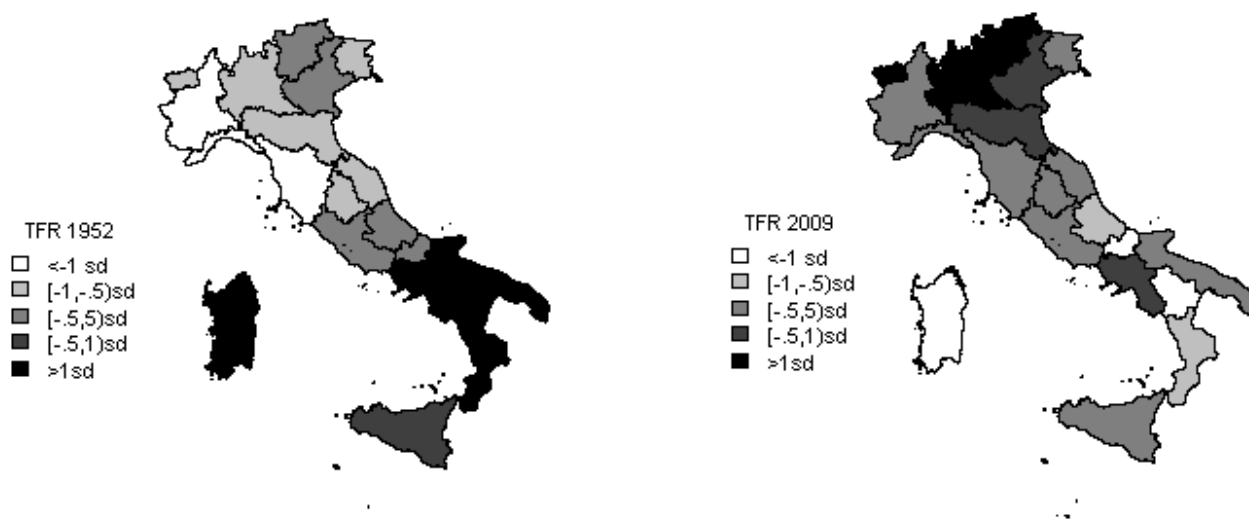 TFR 1952
<-1 sd
[-1,-.5)sd
[-.5,5)sd
[-.5,1)sd
>1sd
TFR 2009
<-1 sd
[-1,-.5)sd
[-.5,5)sd
[-.5,1)sd
>1sd